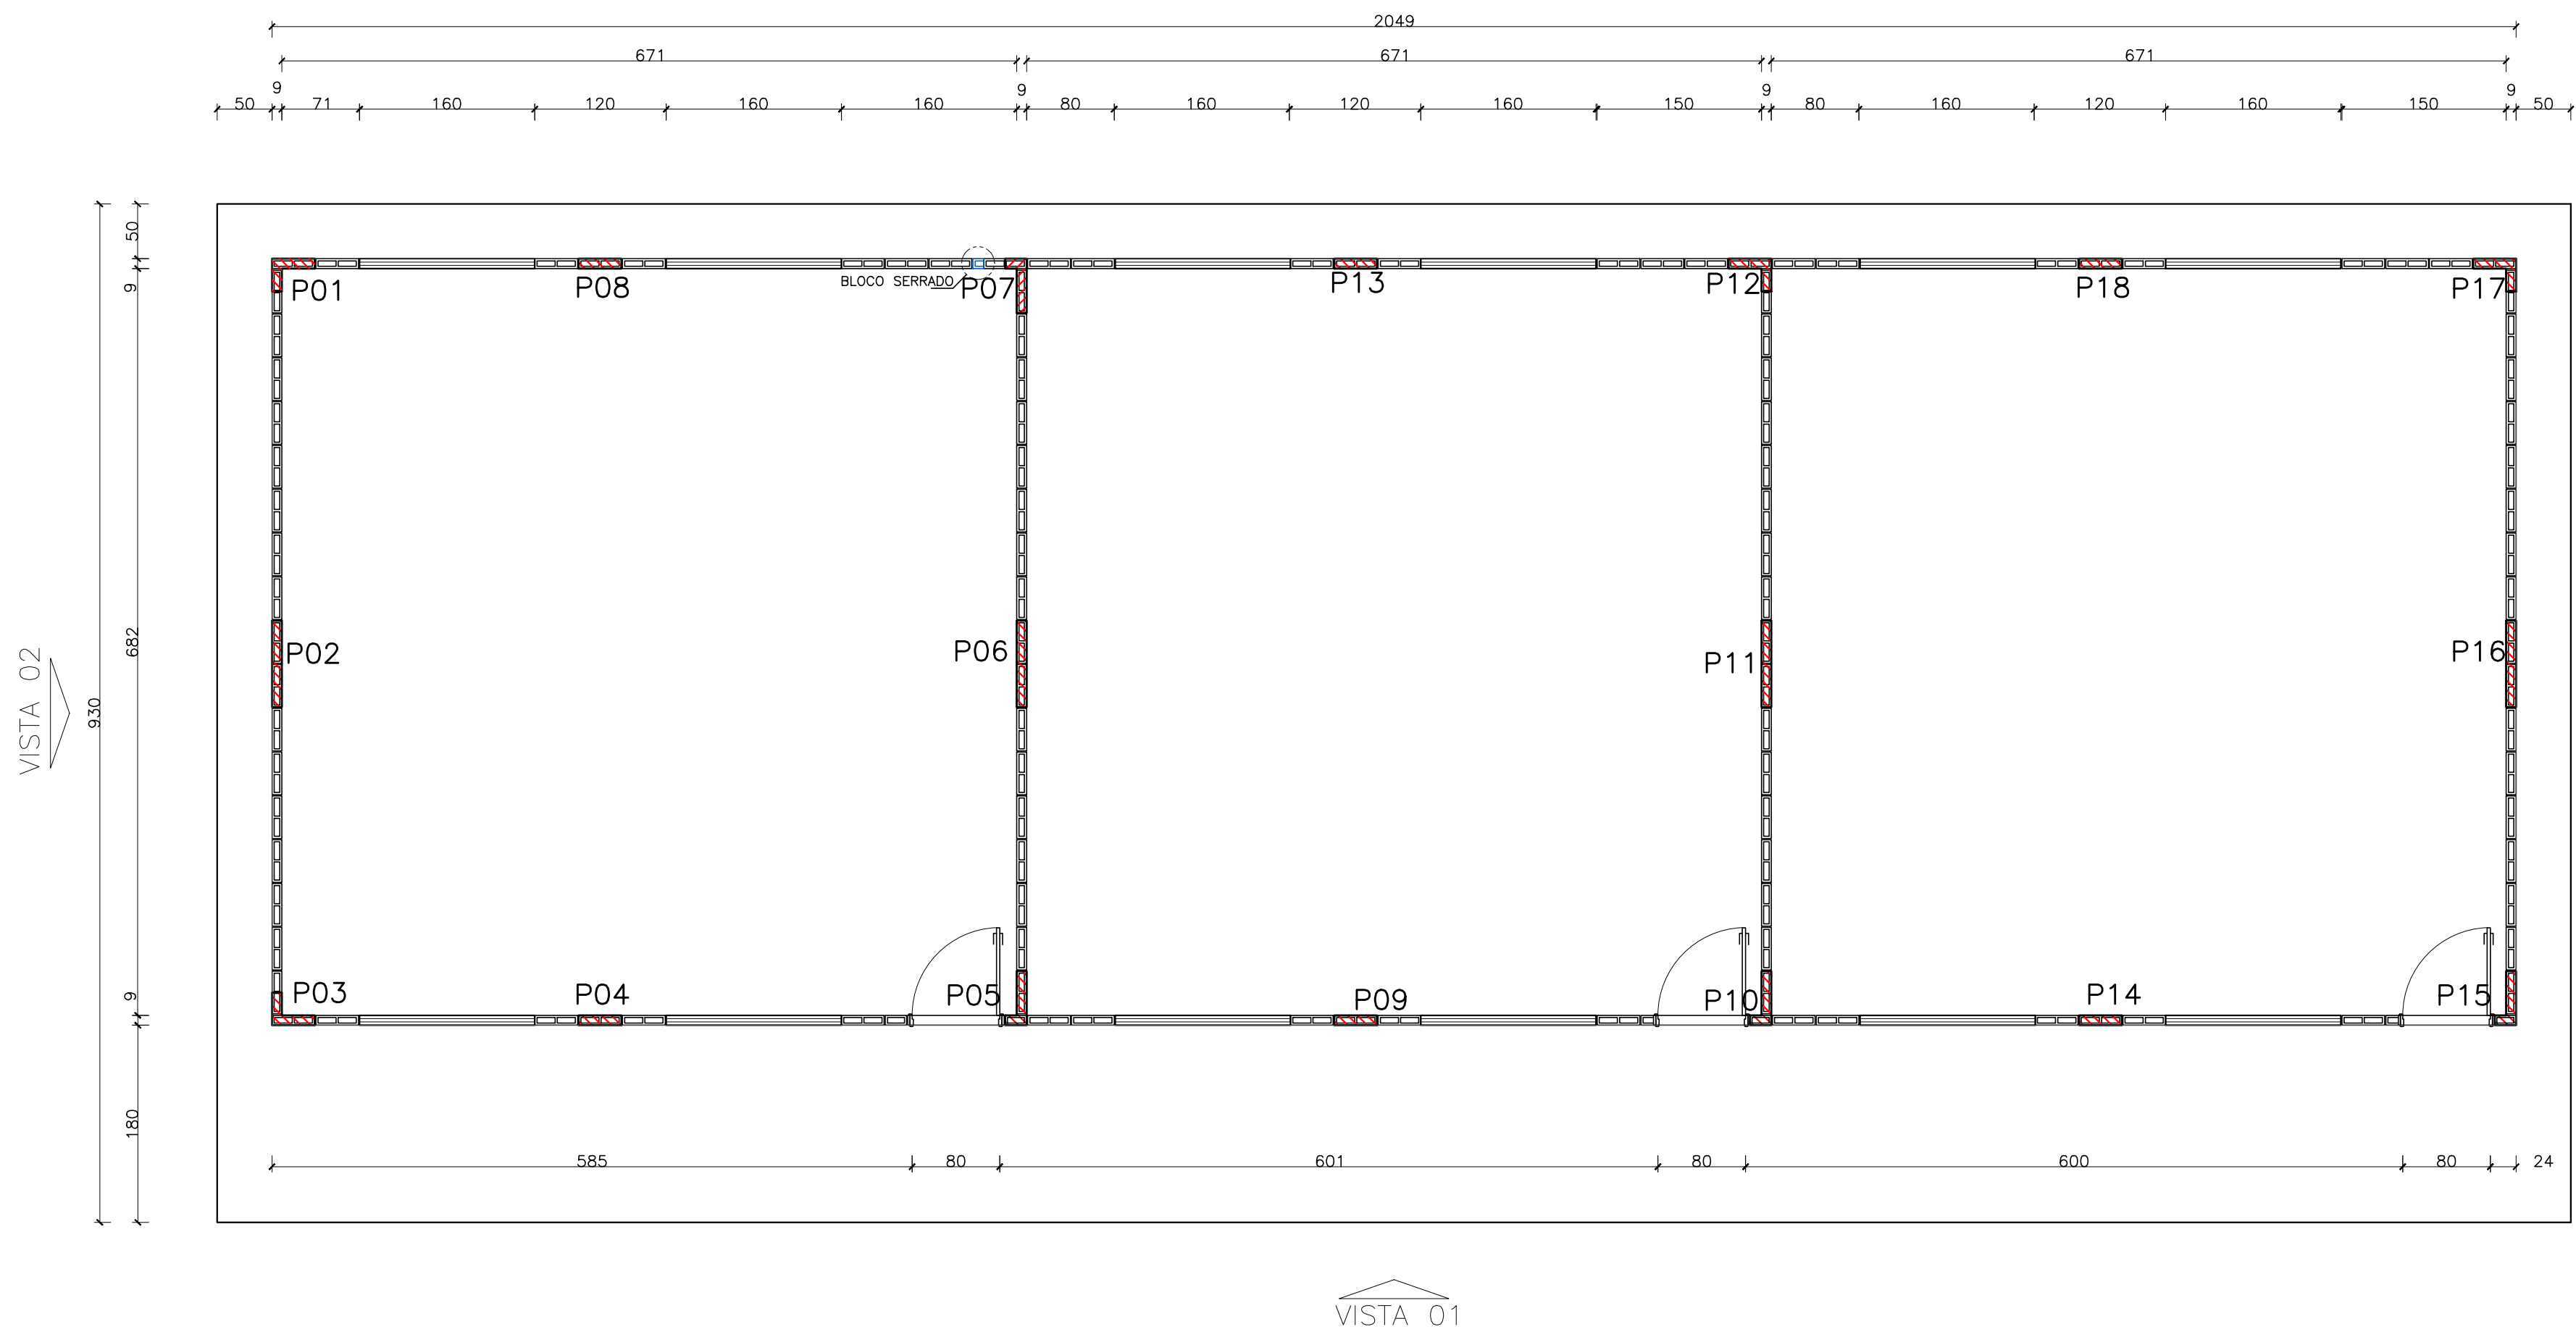 2049
671 671 671
9 9 9 9
50 71 160 120 160 160 80 160 120 160 150 80 160 120 160 150 50
50
9
BLOCO SERRADO
P01 P08 P07 P13 P12 P18 P17
682
P02 P06 P11 P16
VISTA 02
930
9
P03 P04 P05 P09 P10 P14 P15
180
585 80 601 80 600 80 24
VISTA 01